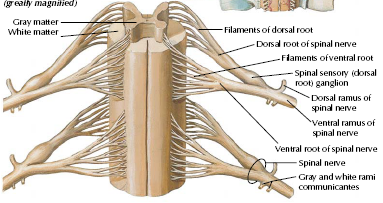 (greatly magnified)
Gray matter
White matter
Filaments of dorsal root
Dorsal root of spinal nerve
Filaments of ventral root
Spinal sensory (dorsal
root) ganglion
Dorsal ramus of
spinal nerve
Ventral ramus of
spinal nerve
Ventral root of spinal nerve
Spinal nerve
Gray and white rami
communicantes